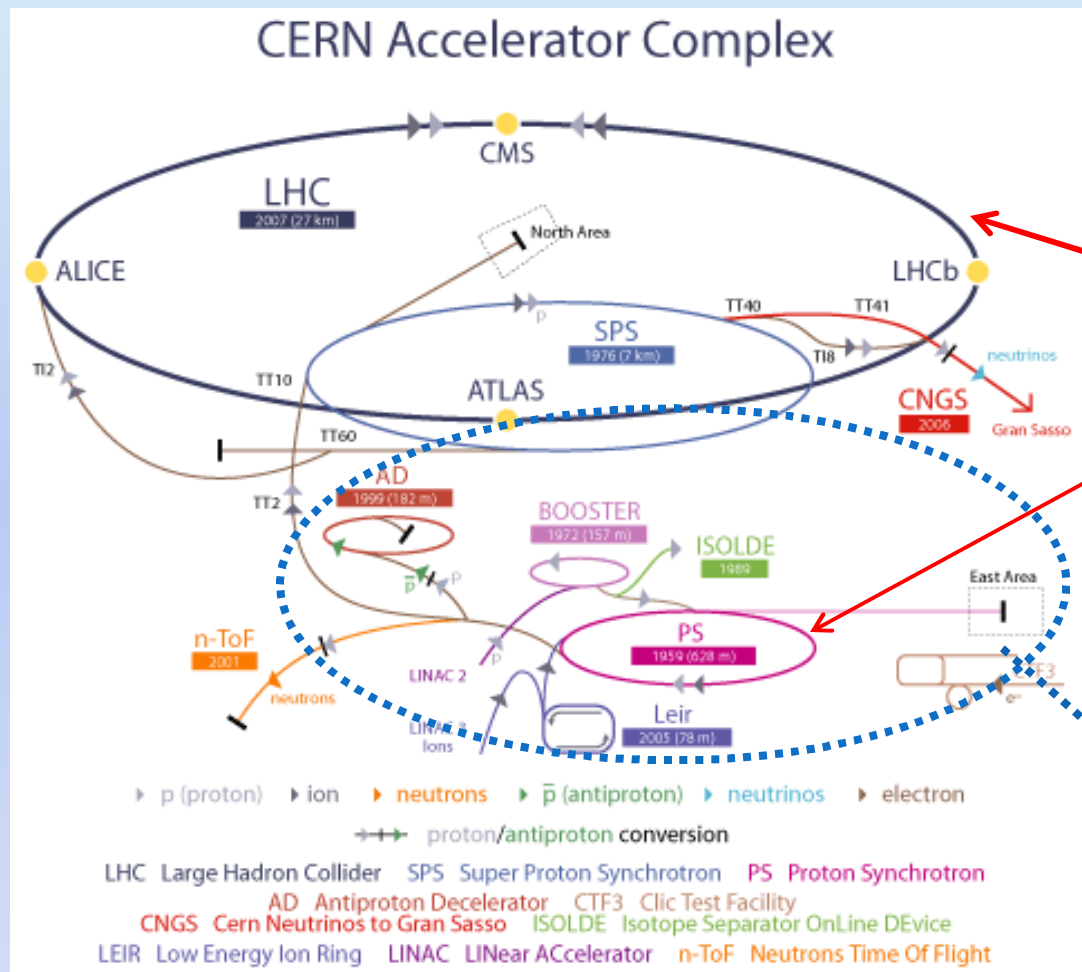 CERN Accelerator Complex
CMS
LHC
2007 (27 km)
North Area
ALICE
LHCb
TT40
TT41
p
SPS
1976 (7 km)
TI8
neutrinos
TI2
TT10
ATLAS
CNGS
2006
Gran Sasso
TT60
AD
1999 (182 m)
TT2
BOOSTER
1972 (157 m)
ISOLDE
1989
p̅
p
East Area
n-ToF
2001
PS
1959 (628 m)
p
LINAC 2
neutrons
CTF3
e-
LINAC 3
Ions
Leir
2005 (78 m)
p (proton) ion neutrons p̅ (antiproton) neutrinos electron
proton/antiproton conversion
LHC Large Hadron Collider SPS Super Proton Synchrotron PS Proton Synchrotron
AD Antiproton Decelerator CTF3 Clic Test Facility
CNGS Cern Neutrinos to Gran Sasso ISOLDE Isotope Separator OnLine DEvice
LEIR Low Energy Ion Ring LINAC LINear ACcelerator n-ToF Neutrons Time Of Flight